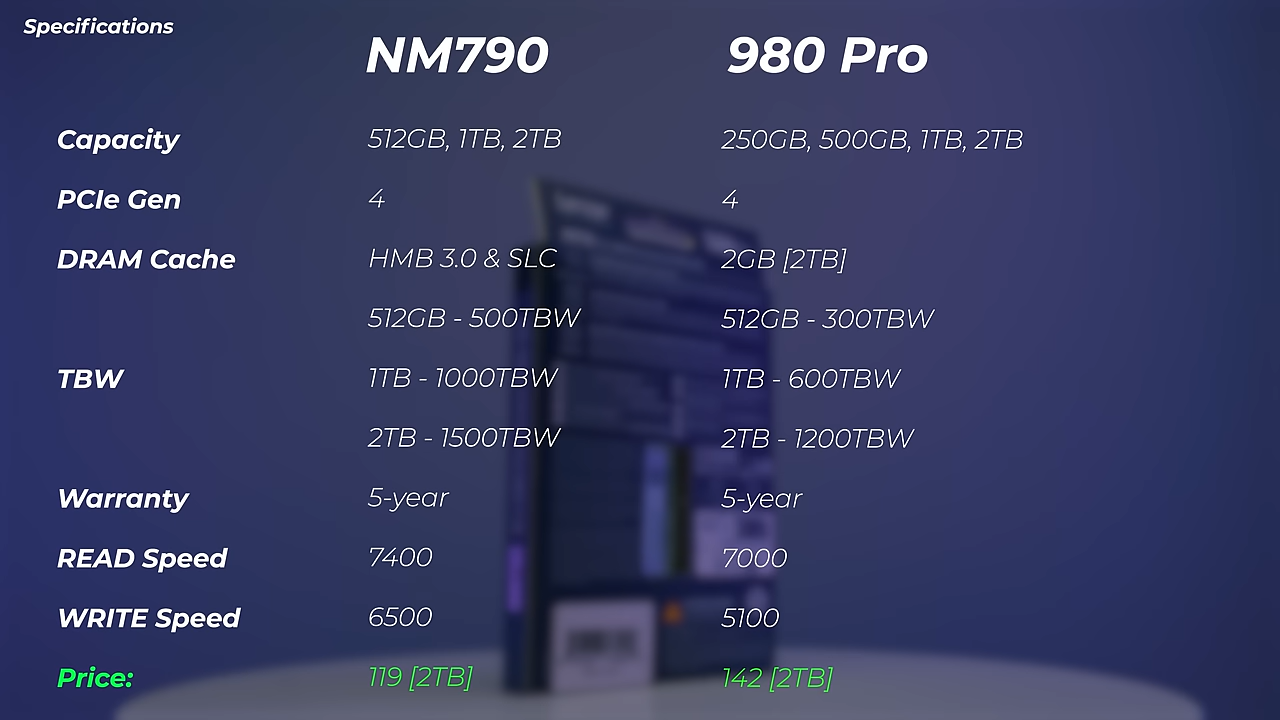 Specifications
NM790 980 Pro
Capacity 512GB, 1TB, 2TB 250GB, 500GB, 1TB, 2TB
PCIe Gen 4 4
DRAM Cache HMB 3.0 & SLC 2GB [2TB]
512GB - 500TBW 512GB - 300TBW
TBW 1TB - 1000TBW 1TB - 600TBW
2TB - 1500TBW 2TB - 1200TBW
Warranty 5-year 5-year
READ Speed 7400 7000
WRITE Speed 6500 5100
Price: 119 [2TB] 142 [2TB]